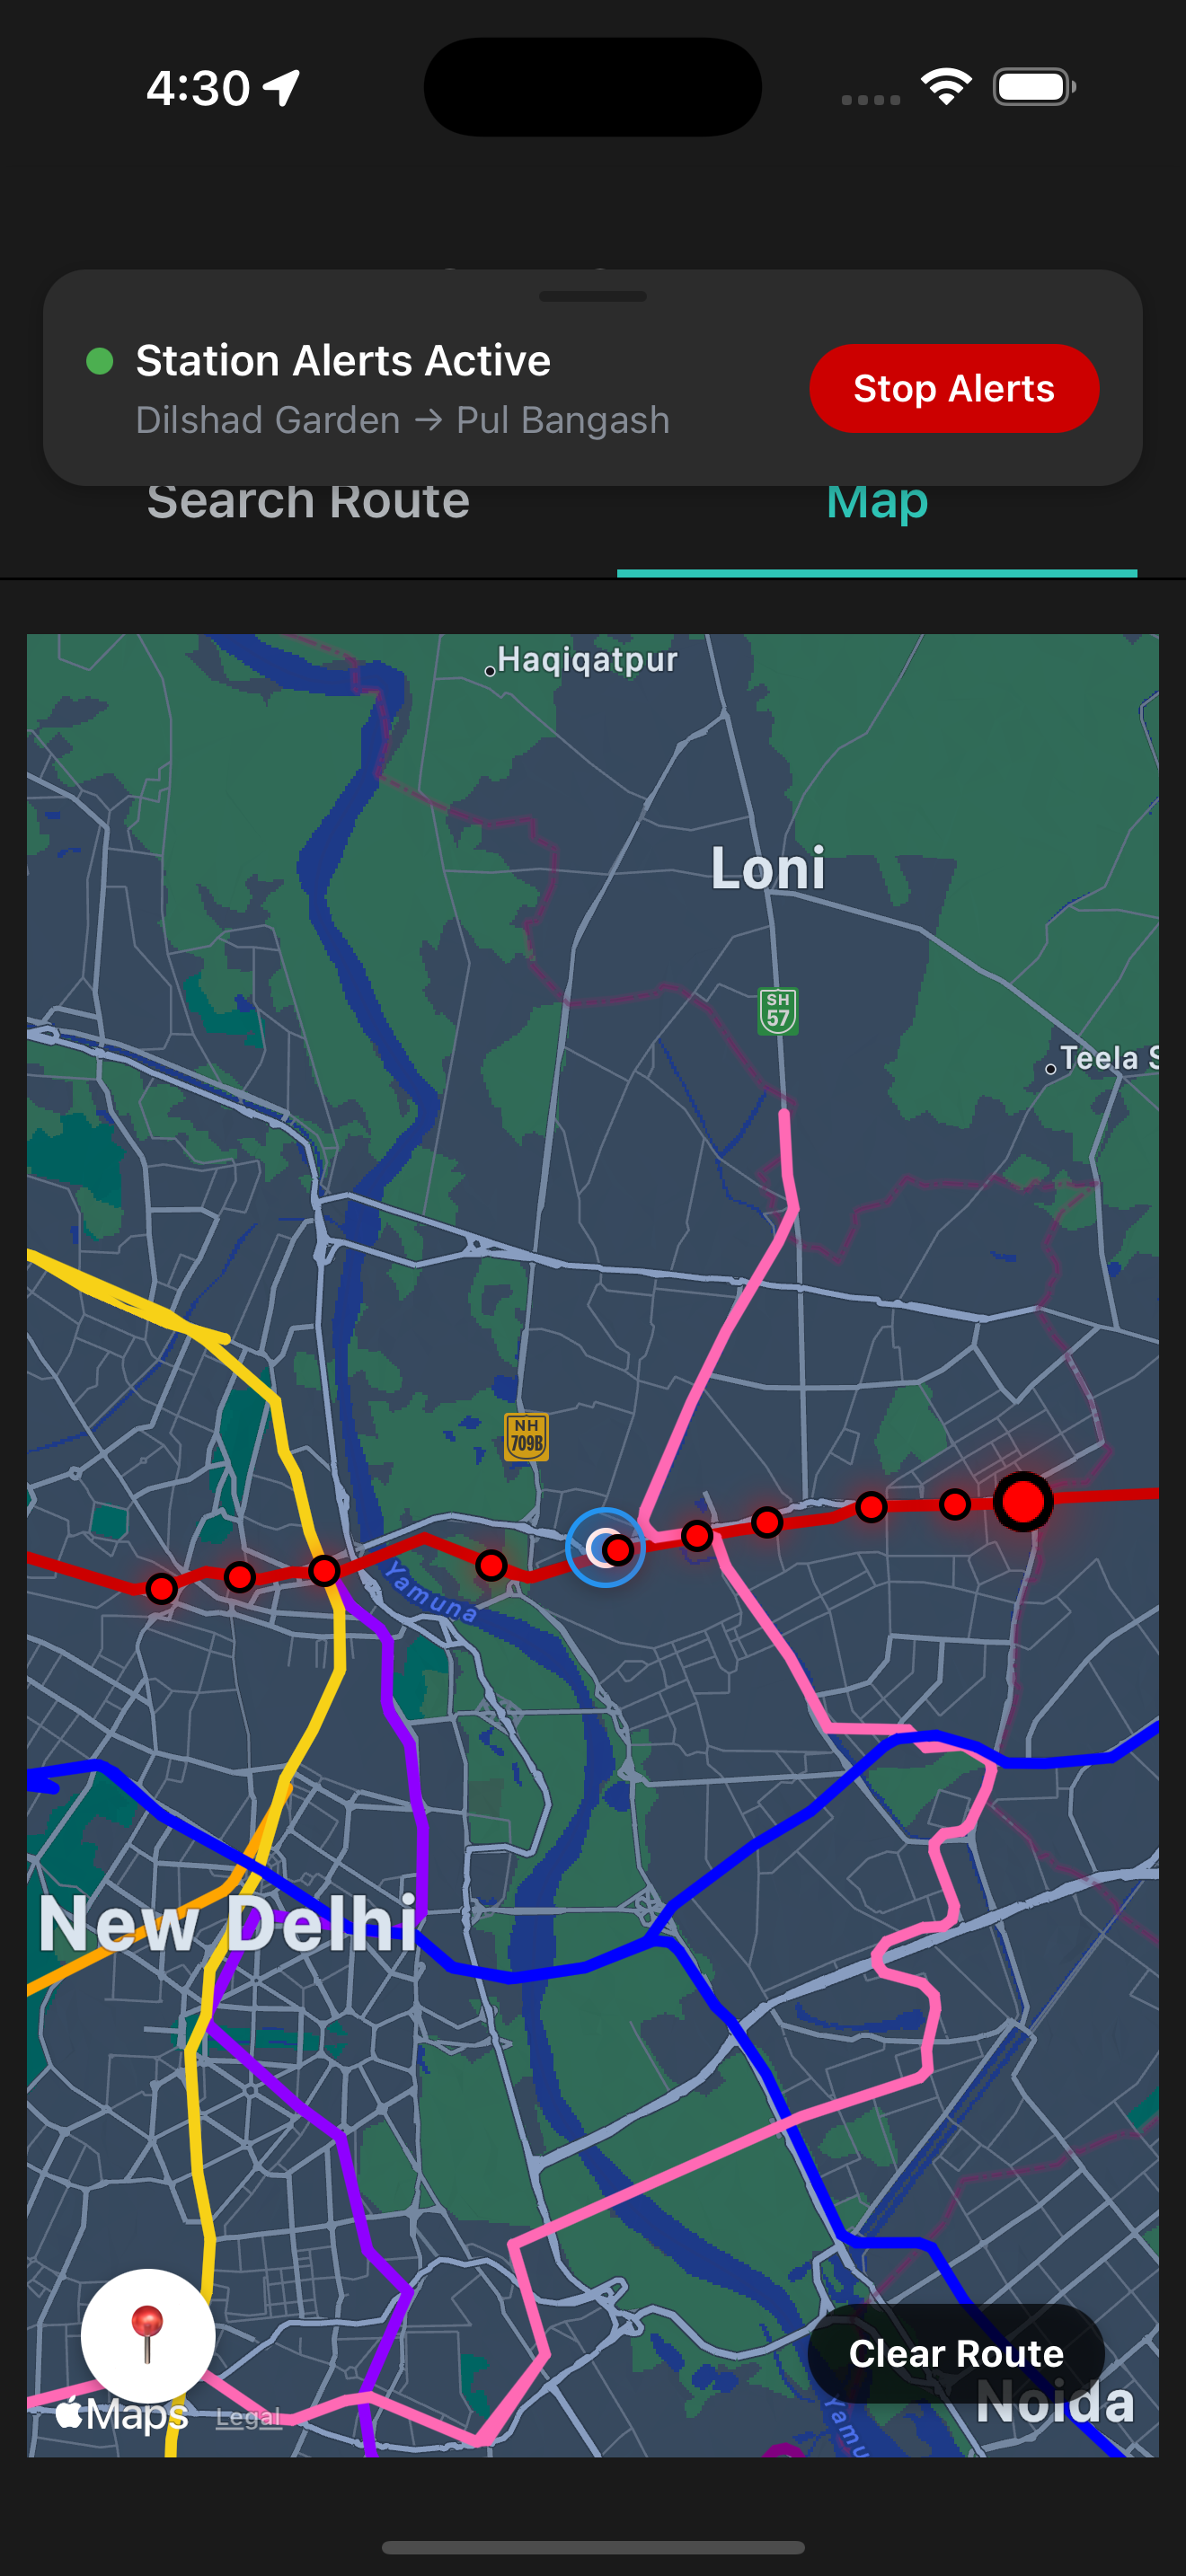 4:30
Station Alerts Active
Dilshad Garden → Pul Bangash
Stop Alerts
Search Route
Map
Haqiqatpur
Loni
SH
57
Teela S
NH
709B
Yamuna
New Delhi
Clear Route
Noida
Maps
Legal
Yamu